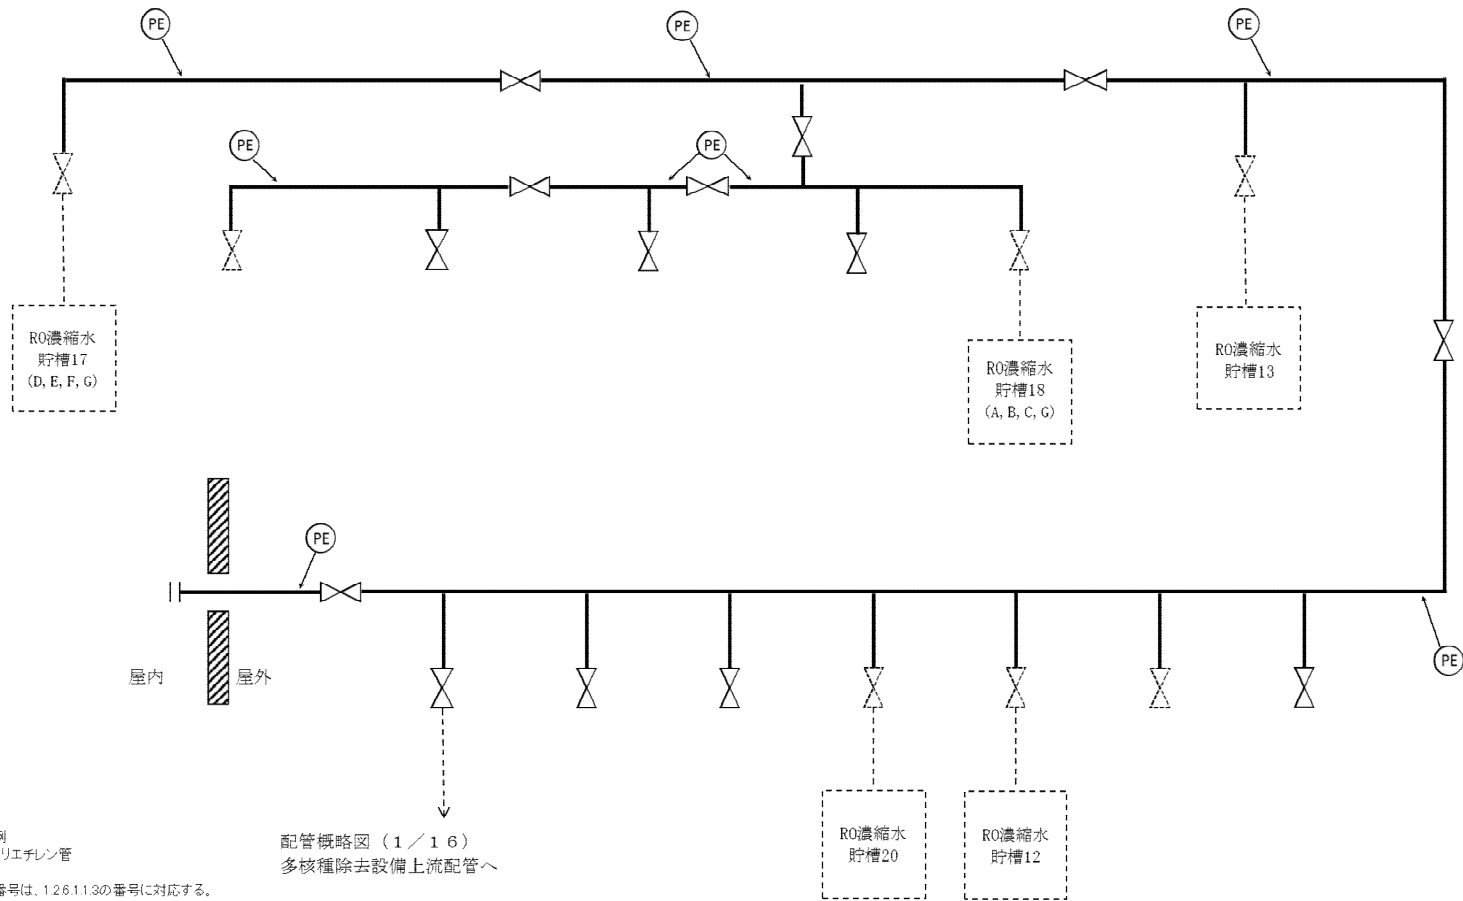 PE
PE
PE
PE
PE
RO濃縮水
貯槽17
(D, E, F, G)
RO濃縮水
貯槽18
(A, B, C, G)
RO濃縮水
貯槽13
PE
屋内
屋外
PE
配管概略図（１／１６）
多核種除去設備上流配管へ
RO濃縮水
貯槽20
RO濃縮水
貯槽12
例
リエチレン管
番号は、1.2.6.1.1.3の番号に対応する。